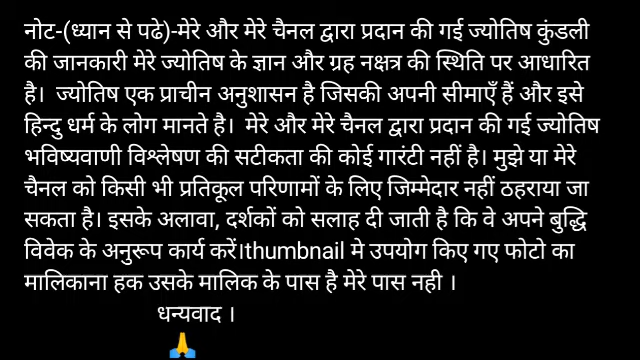 नोट-(ध्यान से पढे)-मेरे और मेरे चैनल द्वारा प्रदान की गई ज्योतिष कुंडली
की जानकारी मेरे ज्योतिष के ज्ञान और ग्रह नक्षत्र की स्थिति पर आधारित
है। ज्योतिष एक प्राचीन अनुशासन है जिसकी अपनी सीमाएँ हैं और इसे
हिन्दु धर्म के लोग मानते है। मेरे और मेरे चैनल द्वारा प्रदान की गई ज्योतिष
भविष्यवाणी विश्लेषण की सटीकता की कोई गारंटी नहीं है। मुझे या मेरे
चैनल को किसी भी प्रतिकूल परिणामों के लिए जिम्मेदार नहीं ठहराया जा
सकता है। इसके अलावा, दर्शकों को सलाह दी जाती है कि वे अपने बुद्धि
विवेक के अनुरूप कार्य करें।thumbnail मे उपयोग किए गए फोटो का
मालिकाना हक उसके मालिक के पास है मेरे पास नही ।
धन्यवाद ।
🙏